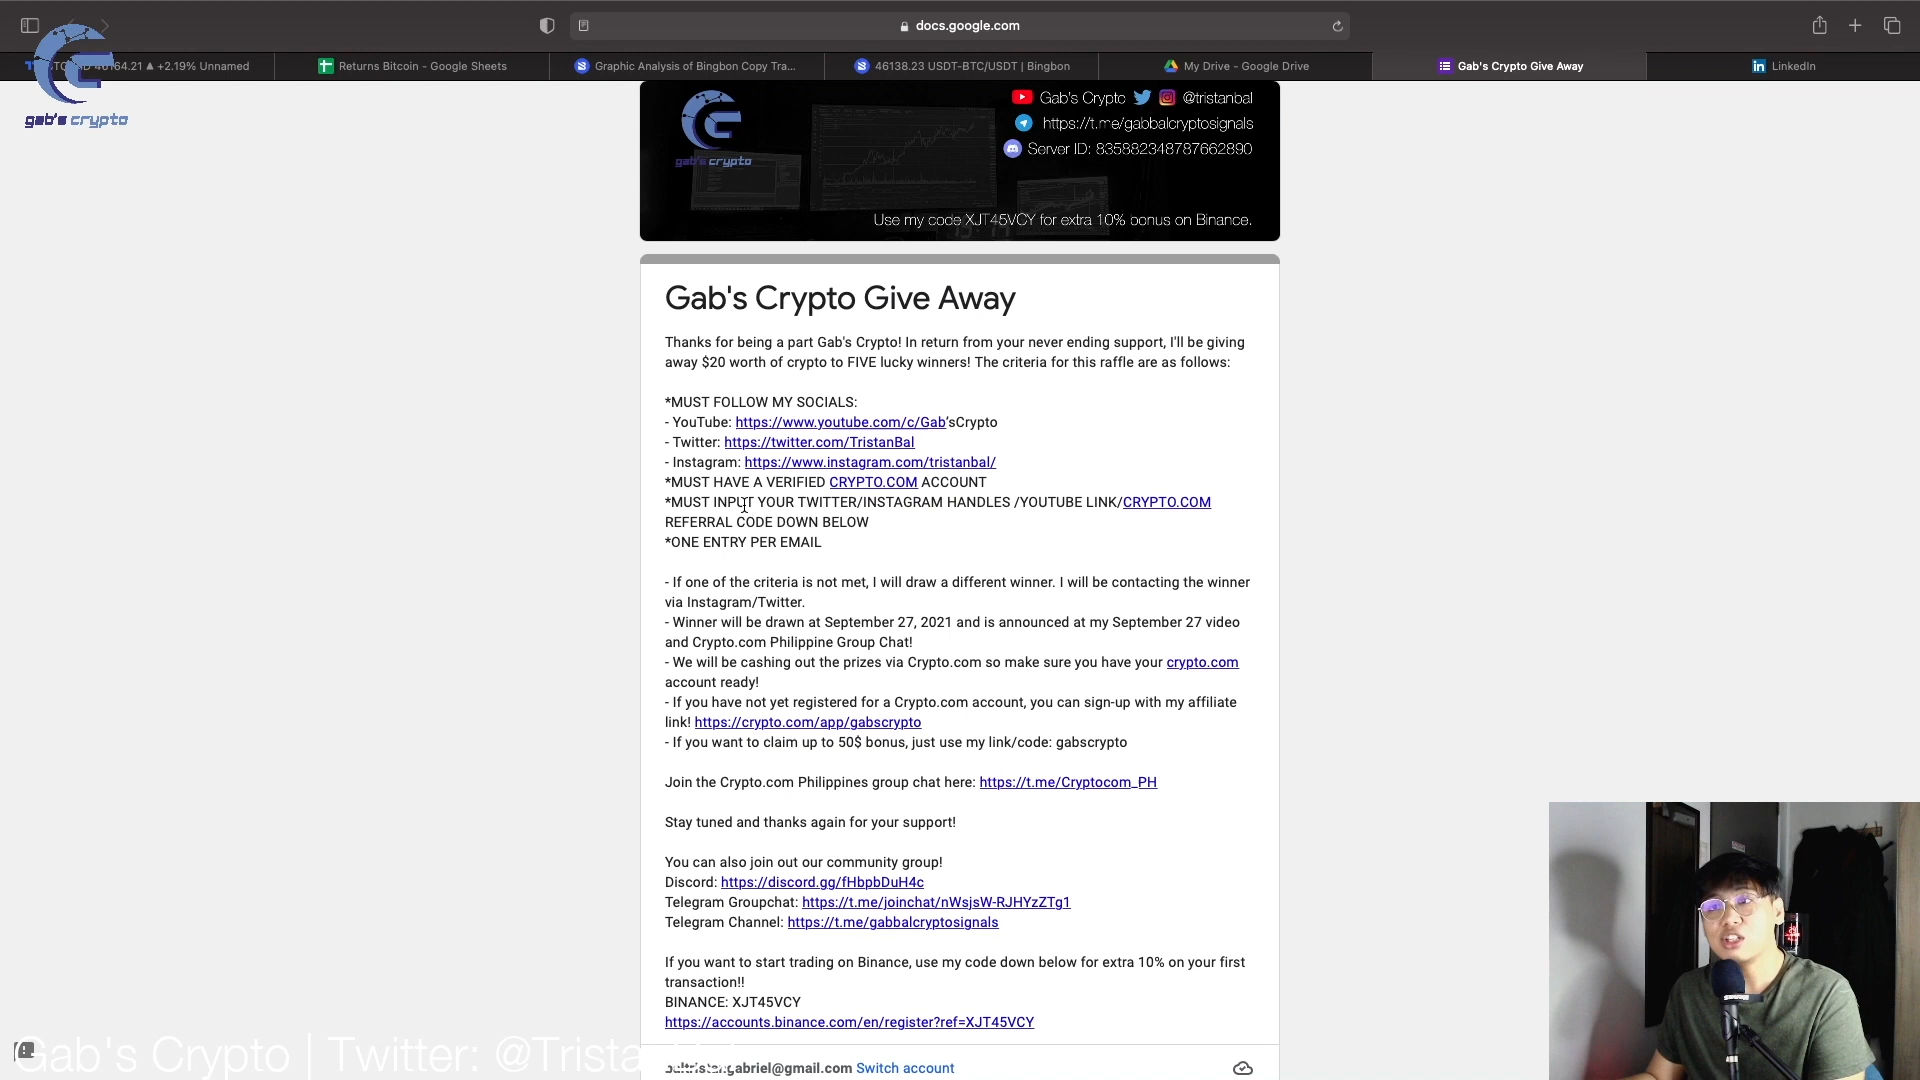 docs.google.com
64.21 ▲ +2.19% Unnamed
Returns Bitcoin - Google Sheets
Graphic Analysis of Bingbon Copy Tra...
46138.23 USDT-BTC/USDT | Bingbon
My Drive - Google Drive
Gab's Crypto Give Away
LinkedIn
gab's crypto
Gab's Crypto @tristanbal
https://t.me/gabbalcryptosignals
Server ID: 835882348787662890
gab's crypto
Use my code XJT45VCY for extra 10% bonus on Binance.
Gab's Crypto Give Away
Thanks for being a part Gab's Crypto! In return from your never ending support, I'll be giving
away $20 worth of crypto to FIVE lucky winners! The criteria for this raffle are as follows:
*MUST FOLLOW MY SOCIALS:
- YouTube: https://www.youtube.com/c/Gab'sCrypto
- Twitter: https://twitter.com/TristanBal
- Instagram: https://www.instagram.com/tristanbal/
*MUST HAVE A VERIFIED CRYPTO.COM ACCOUNT
*MUST INPUT YOUR TWITTER/INSTAGRAM HANDLES /YOUTUBE LINK/CRYPTO.COM
REFERRAL CODE DOWN BELOW
*ONE ENTRY PER EMAIL
- If one of the criteria is not met, I will draw a different winner. I will be contacting the winner
via Instagram/Twitter.
- Winner will be drawn at September 27, 2021 and is announced at my September 27 video
and Crypto.com Philippine Group Chat!
- We will be cashing out the prizes via Crypto.com so make sure you have your crypto.com
account ready!
- If you have not yet registered for a Crypto.com account, you can sign-up with my affiliate
link! https://crypto.com/app/gabscrypto
- If you want to claim up to 50$ bonus, just use my link/code: gabscrypto
Join the Crypto.com Philippines group chat here: https://t.me/Cryptocom_PH
Stay tuned and thanks again for your support!
You can also join out our community group!
Discord: https://discord.gg/fHbpbDuH4c
Telegram Groupchat: https://t.me/joinchat/nWsjsW-RJHYzZTg1
Telegram Channel: https://t.me/gabbalcryptosignals
If you want to start trading on Binance, use my code down below for extra 10% on your first
transaction!!
BINANCE: XJT45VCY
https://accounts.binance.com/en/register?ref=XJT45VCY
Gab's Crypto | Twitter: @Trista
Switch account